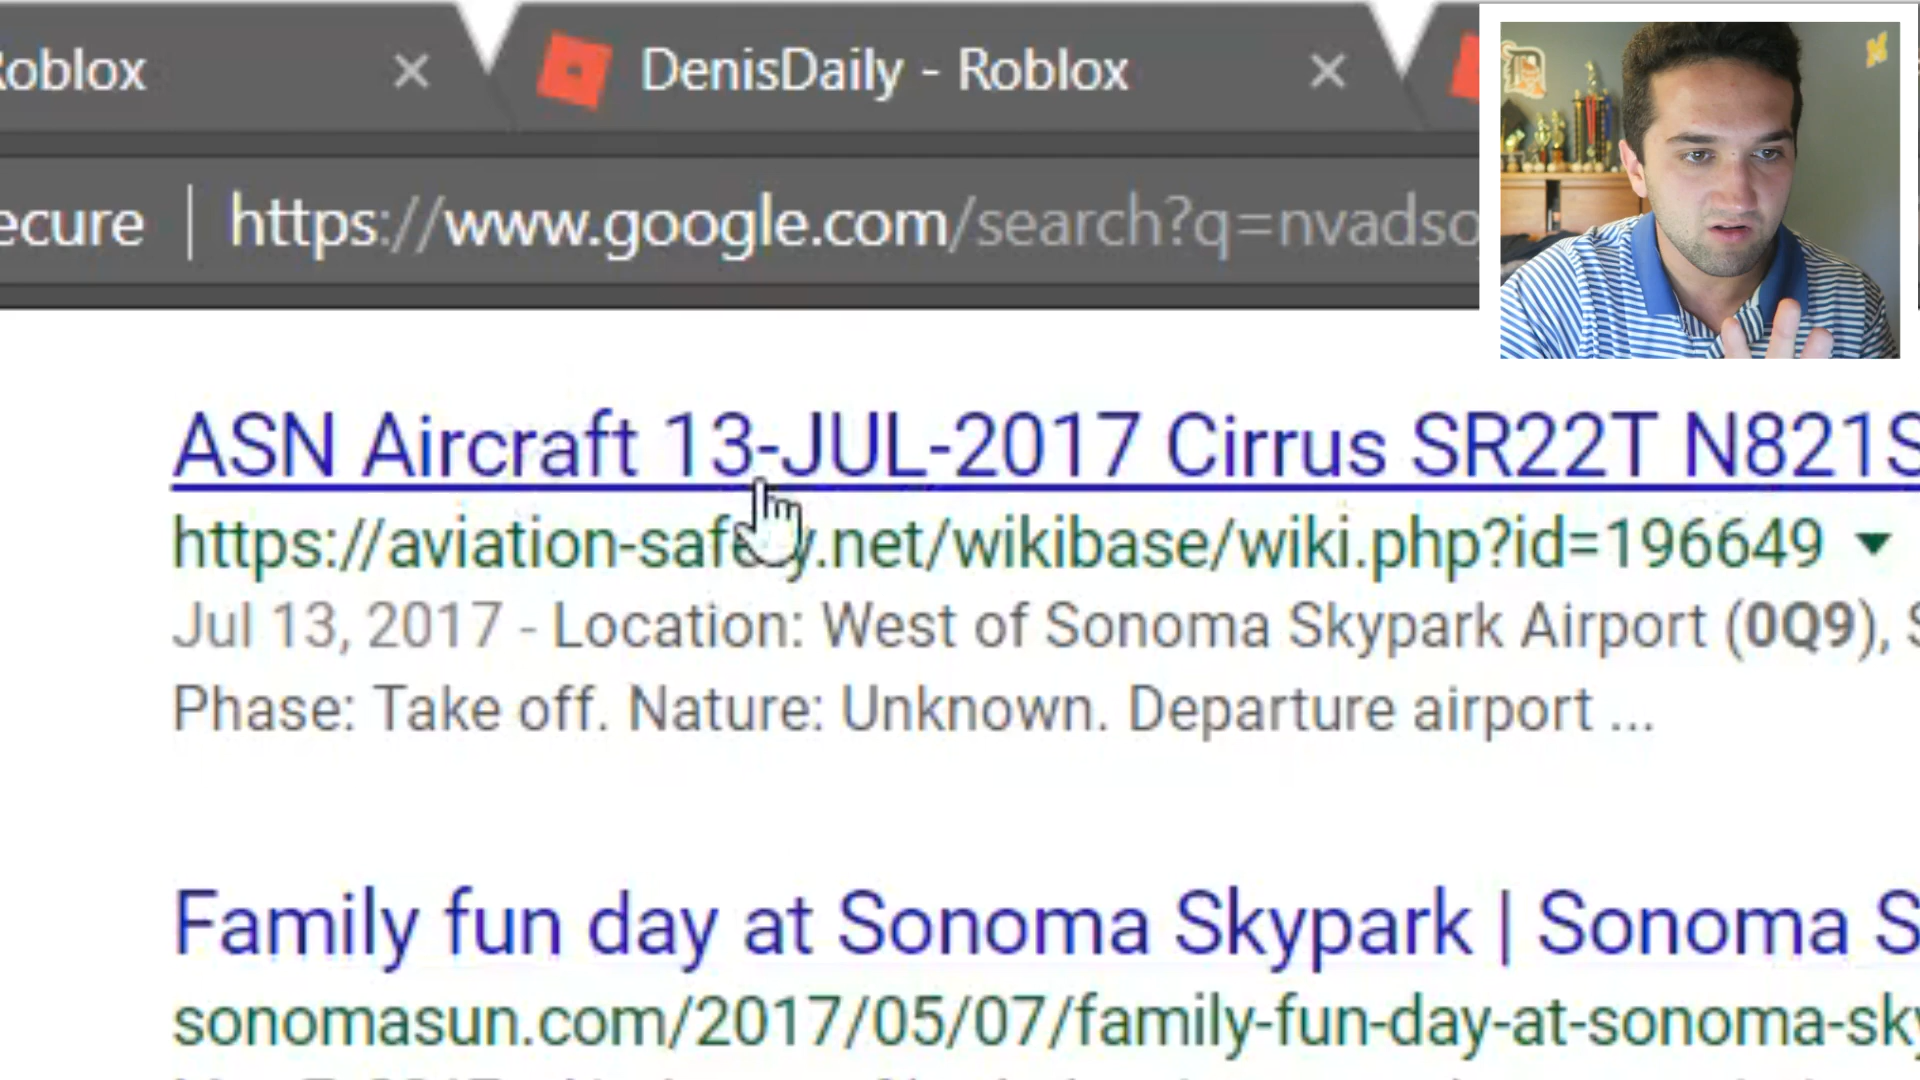 Roblox
DenisDaily - Roblox
ecure | https://www.google.com/search?q=nvadso
ASN Aircraft 13-JUL-2017 Cirrus SR22T N821S
https://aviation-safety.net/wikibase/wiki.php?id=196649
Jul 13, 2017 - Location: West of Sonoma Skypark Airport (0Q9), S
Phase: Take off. Nature: Unknown. Departure airport ...
Family fun day at Sonoma Skypark | Sonoma S
sonomasun.com/2017/05/07/family-fun-day-at-sonoma-sky